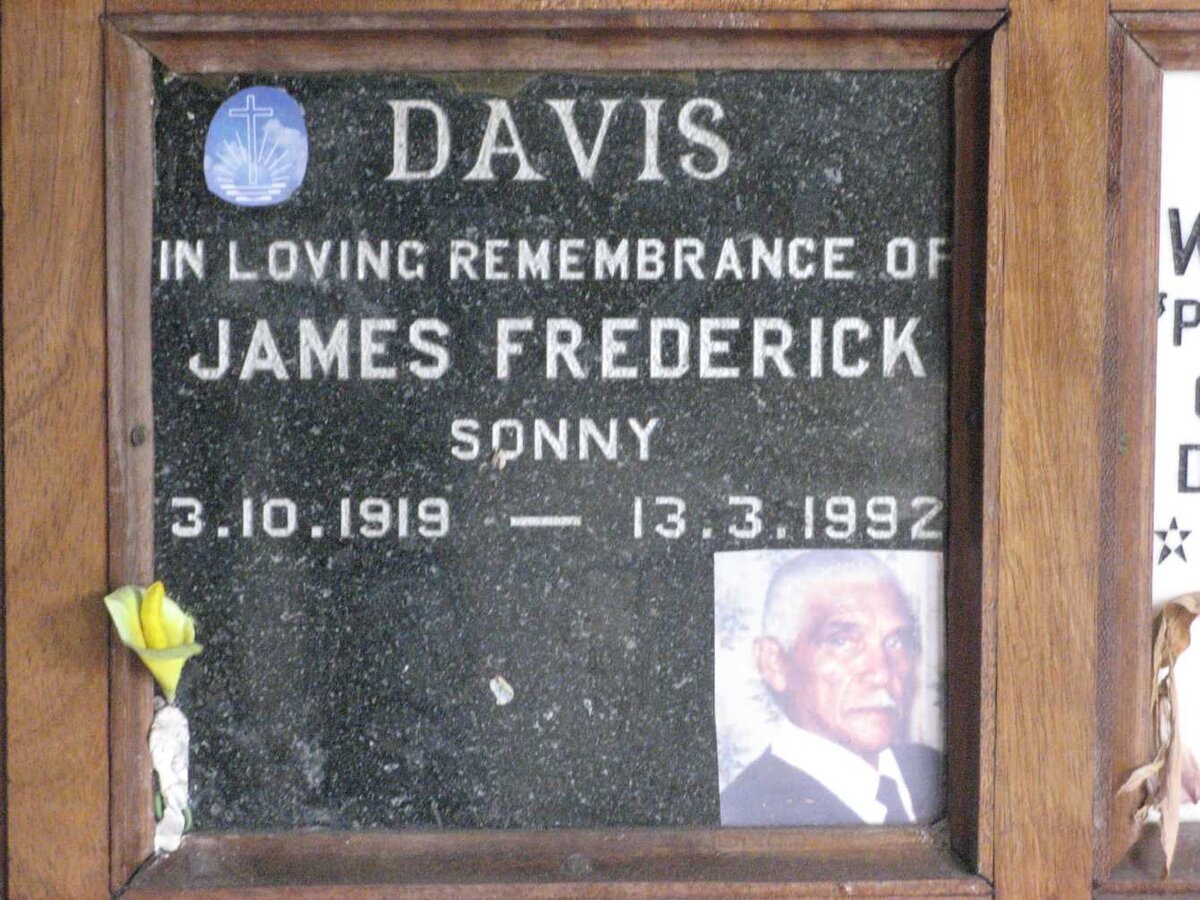 DAVIS
IN LOVING REMEMBRANCE OF
JAMES FREDERICK
SONNY
3.10.1919 — 13.3.1992